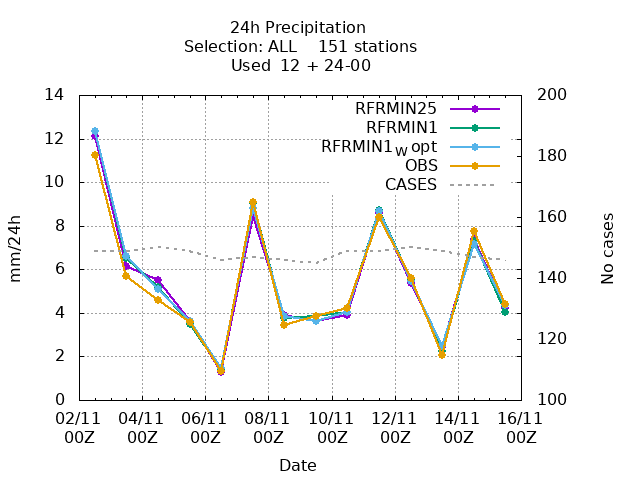 24h Precipitation
Selection: ALL    151 stations
Used  12 + 24-00
14
12
10
8
6
4
2
0
mm/24h
200
180
160
140
120
100
No cases
RFRMIN25
RFRMIN1
RFRMIN1w opt
OBS
CASES
02/11 04/11 06/11 08/11 10/11 12/11 14/11 16/11
00Z 00Z 00Z 00Z 00Z 00Z 00Z 00Z
Date